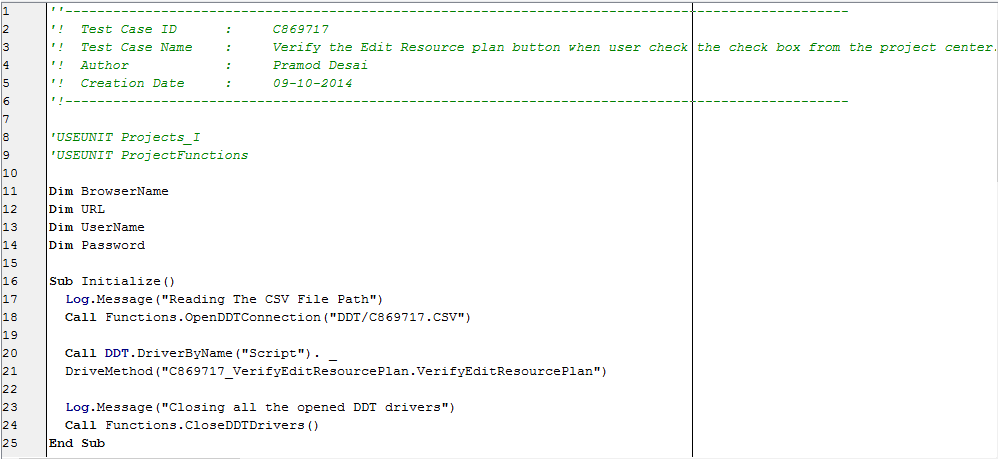 1 ''--------------------------------------------------------------------------------------------------
2 '!  Test Case ID      :     C869717
3 '!  Test Case Name    :     Verify the Edit Resource plan button when user check the check box from the project center.
4 '!  Author            :     Pramod Desai
5 '!  Creation Date     :     09-10-2014
6 '!--------------------------------------------------------------------------------------------------
7
8 'USEUNIT Projects_I
9 'USEUNIT ProjectFunctions
10
11 Dim BrowserName
12 Dim URL
13 Dim UserName
14 Dim Password
15
16 Sub Initialize()
17   Log.Message("Reading The CSV File Path")
18   Call Functions.OpenDDTConnection("DDT/C869717.CSV")
19
20   Call DDT.DriverByName("Script"). _
21   DriveMethod("C869717_VerifyEditResourcePlan.VerifyEditResourcePlan")
22
23   Log.Message("Closing all the opened DDT drivers")
24   Call Functions.CloseDDTDrivers()
25 End Sub